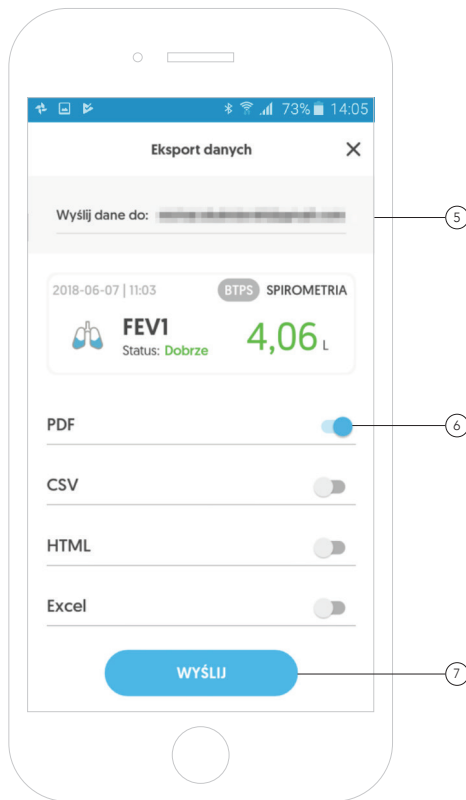 73% 14:05
Eksport danych
Wyślij dane do:
5
2018-06-07 | 11:03 BTPS SPIROMETRIA
FEV1 4,06 L
Status: Dobrze
PDF
6
CSV
HTML
Excel
WYŚLIJ
7